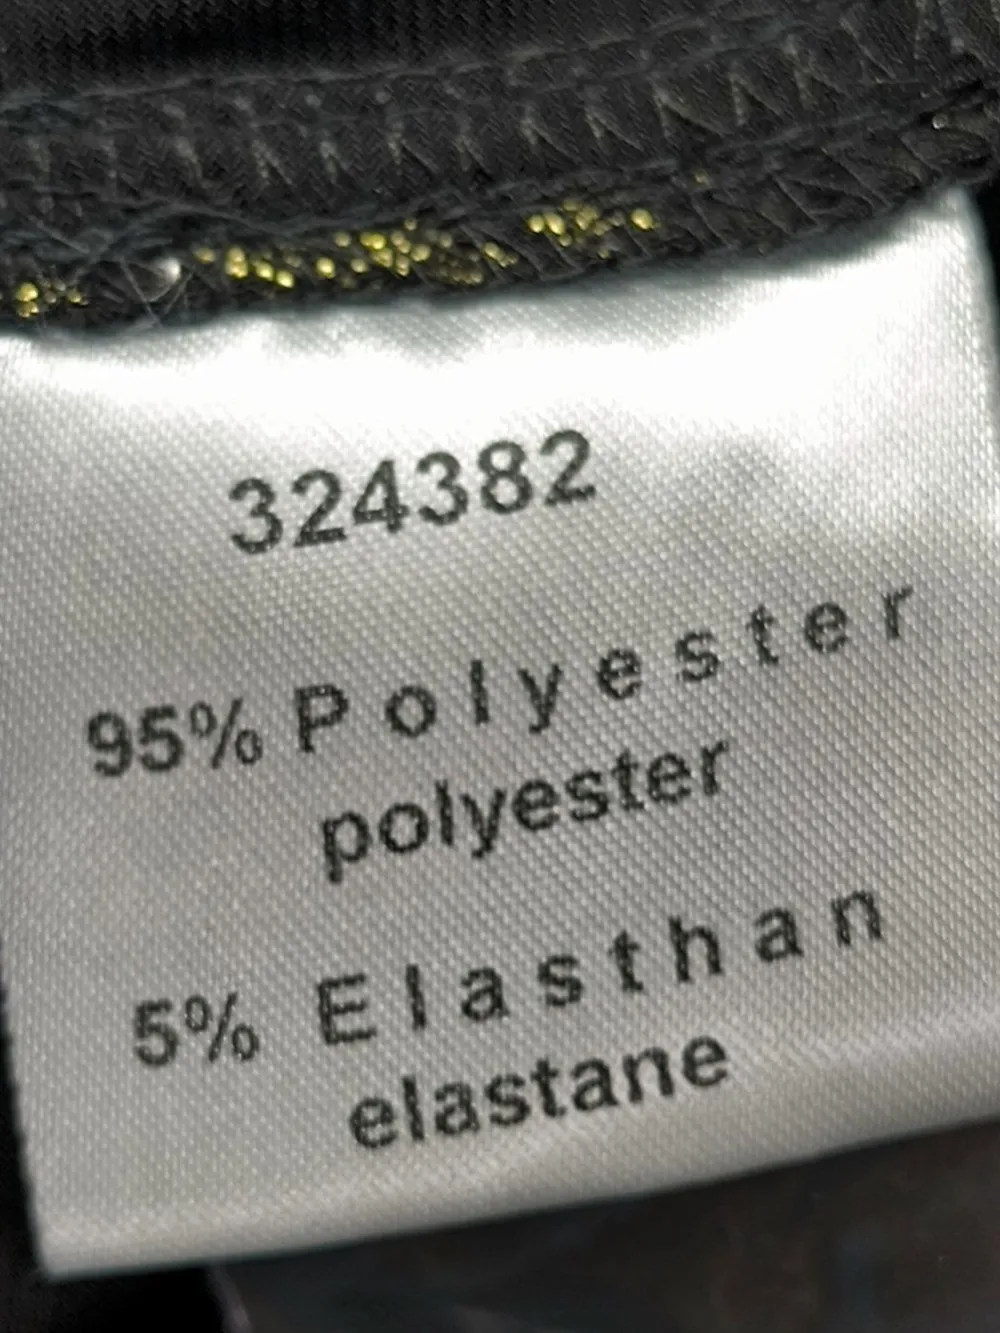 324382
95% Polyester
polyester
5% Elasthan
elastane